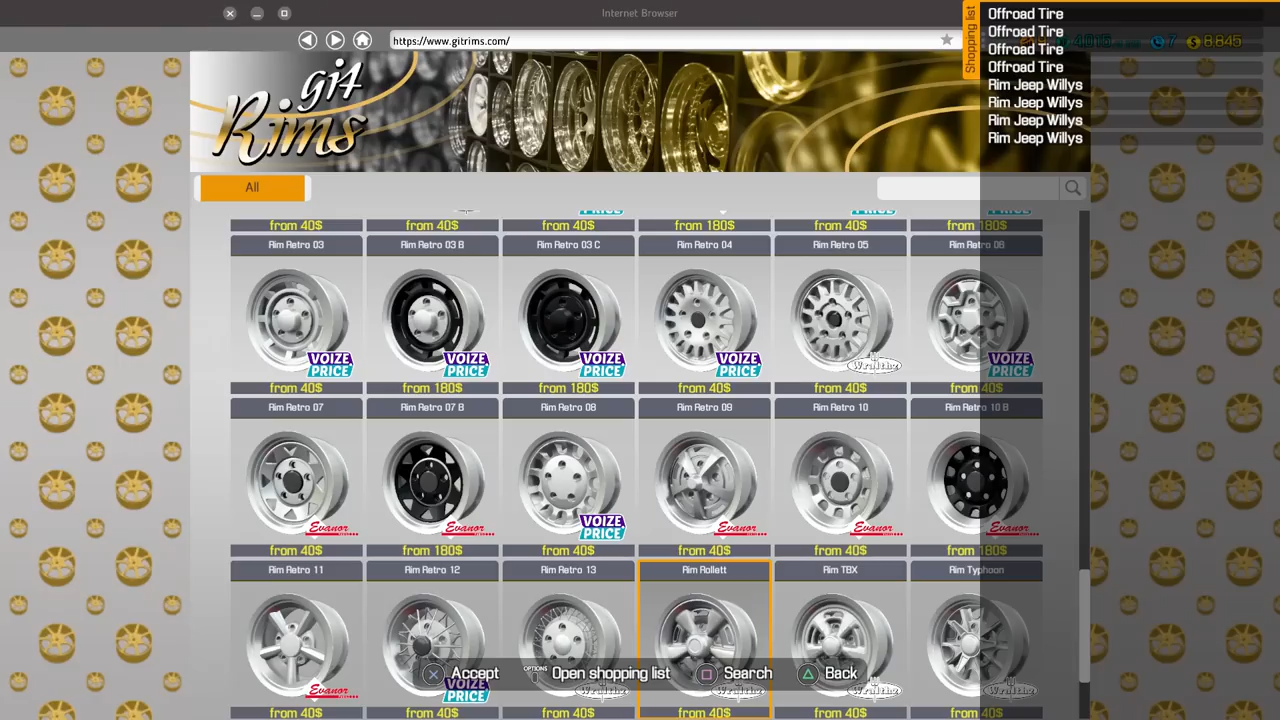 Internet Browser
https://www.gitrims.com/
Shopping list
Offroad Tire
Offroad Tire
Offroad Tire
Offroad Tire
Rim Jeep Willys
Rim Jeep Willys
Rim Jeep Willys
Rim Jeep Willys
7
8.845
git Rims
All
from 40$ from 40$ from 40$ from 180$ from 40$ from 180$
Rim Retro 03 Rim Retro 03 B Rim Retro 03 C Rim Retro 04 Rim Retro 05 Rim Retro 06
VOIZE PRICE VOIZE PRICE VOIZE PRICE VOIZE PRICE Wraithe VOIZE PRICE
from 40$ from 180$ from 180$ from 40$ from 40$ from 40$
Rim Retro 07 Rim Retro 07 B Rim Retro 08 Rim Retro 09 Rim Retro 10 Rim Retro 10 B
Evanor Evanor VOIZE PRICE Evanor Evanor Evanor
from 40$ from 180$ from 40$ from 40$ from 40$ from 180$
Rim Retro 11 Rim Retro 12 Rim Retro 13 Rim Rollett Rim TBX Rim Typhoon
Accept OPTIONS Open shopping list Search Back
Evanor VOIZE PRICE Wraithe Wraithe Wraithe Wraithe
from 40$ from 40$ from 40$ from 40$ from 40$ from 40$